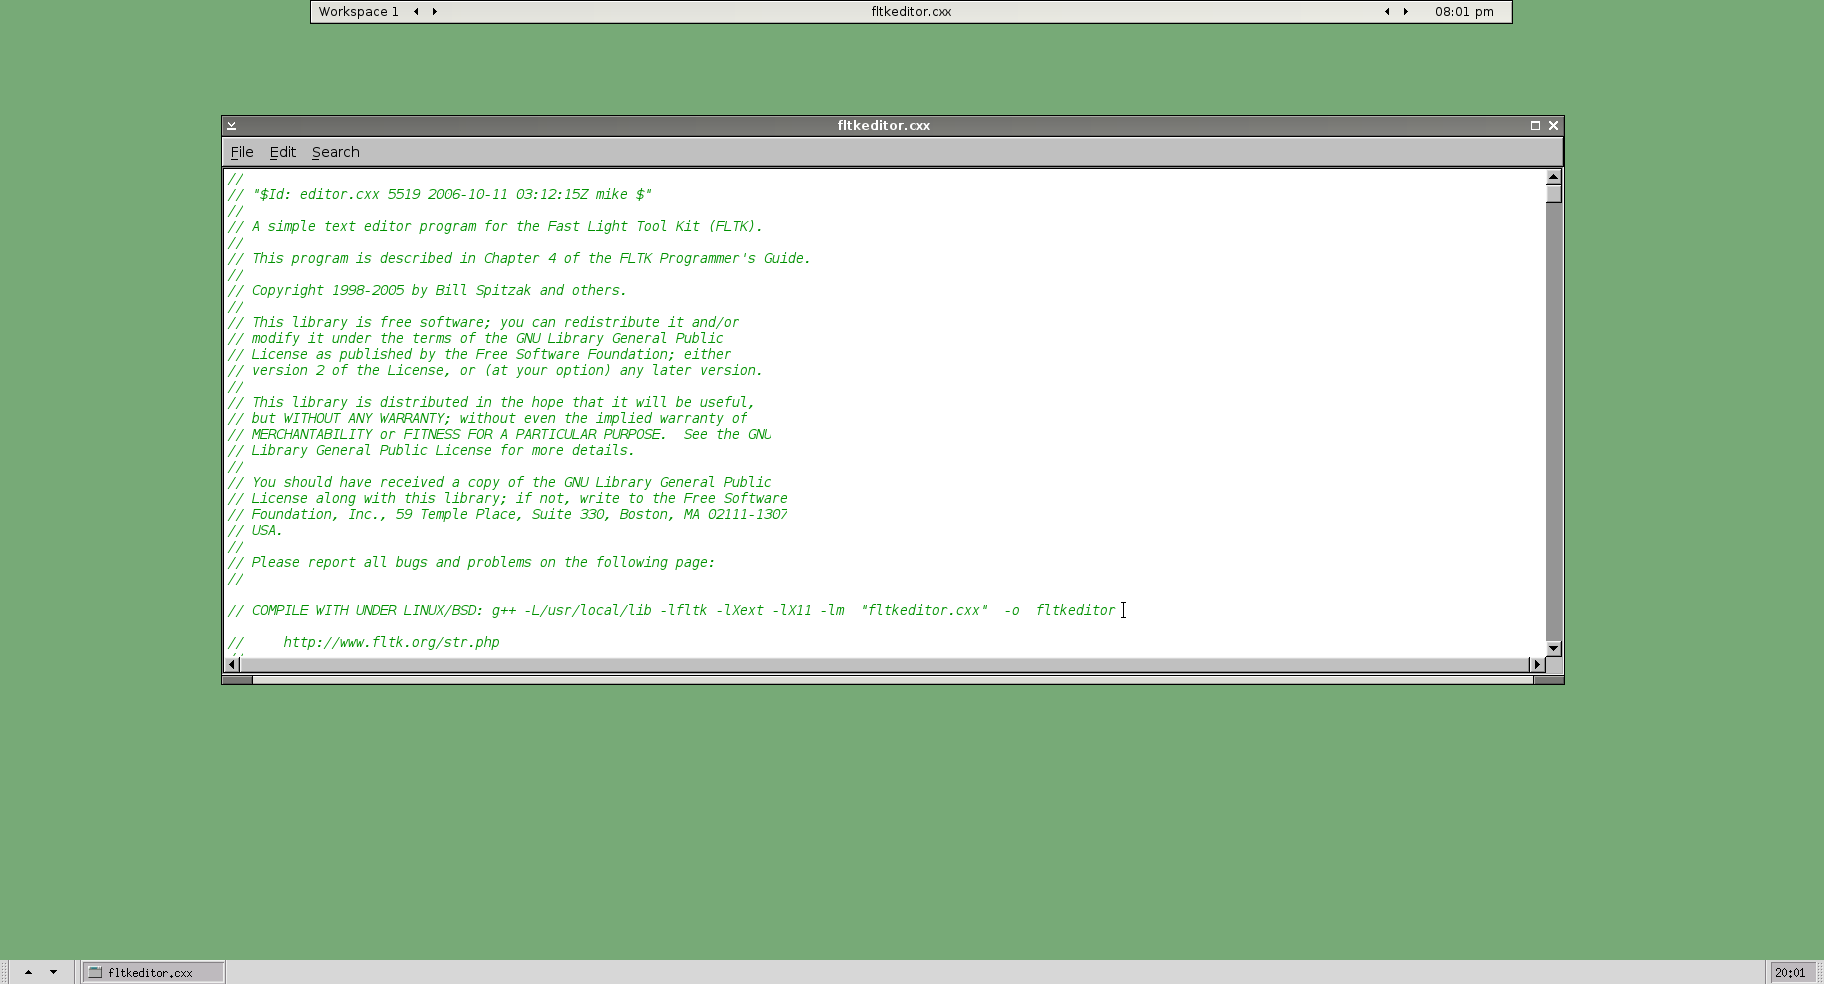 Workspace 1
fltkeditor.cxx
08:01 pm
fltkeditor.cxx
File Edit Search
//
// "$Id: editor.cxx 5519 2006-10-11 03:12:15Z mike $"
//
// A simple text editor program for the Fast Light Tool Kit (FLTK).
//
// This program is described in Chapter 4 of the FLTK Programmer's Guide.
//
// Copyright 1998-2005 by Bill Spitzak and others.
//
// This library is free software; you can redistribute it and/or
// modify it under the terms of the GNU Library General Public
// License as published by the Free Software Foundation; either
// version 2 of the License, or (at your option) any later version.
//
// This library is distributed in the hope that it will be useful,
// but WITHOUT ANY WARRANTY; without even the implied warranty of
// MERCHANTABILITY or FITNESS FOR A PARTICULAR PURPOSE.  See the GNU
// Library General Public License for more details.
//
// You should have received a copy of the GNU Library General Public
// License along with this library; if not, write to the Free Software
// Foundation, Inc., 59 Temple Place, Suite 330, Boston, MA 02111-1307
// USA.
//
// Please report all bugs and problems on the following page:
//
// COMPILE WITH UNDER LINUX/BSD: g++ -L/usr/local/lib -lfltk -lXext -lX11 -lm  "fltkeditor.cxx"  -o  fltkeditor
//     http://www.fltk.org/str.php
//
fltkeditor.cxx
20:01